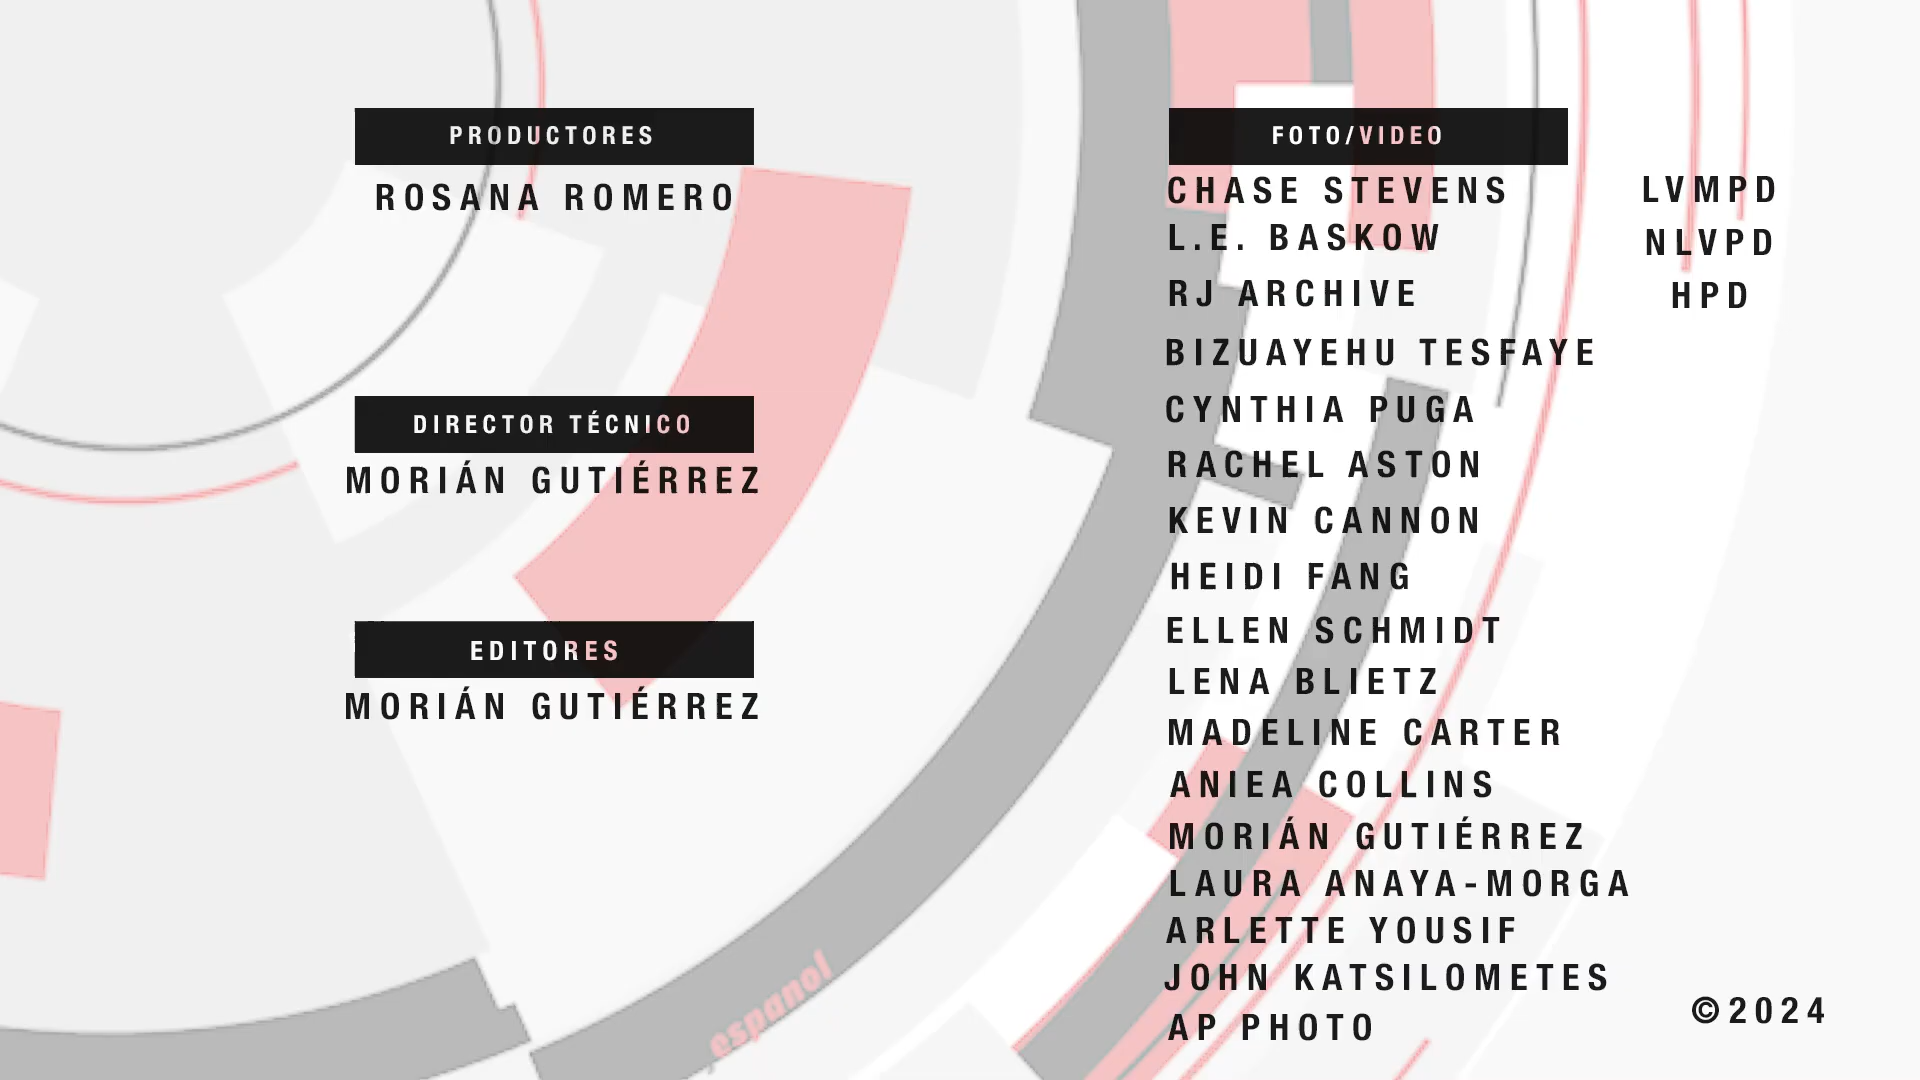 PRODUCTORES
ROSANA ROMERO
DIRECTOR TÉCNICO
MORIÁN GUTIÉRREZ
EDITORES
MORIÁN GUTIÉRREZ
FOTO/VIDEO
CHASE STEVENS
L.E. BASKOW
RJ ARCHIVE
BIZUAYEHU TESFAYE
CYNTHIA PUGA
RACHEL ASTON
KEVIN CANNON
HEIDI FANG
ELLEN SCHMIDT
LENA BLIETZ
MADELINE CARTER
ANIEA COLLINS
MORIÁN GUTIÉRREZ
LAURA ANAYA-MORGA
ARLETTE YOUSIF
JOHN KATSILOMETES
AP PHOTO
LVMPD
NLVPD
HPD
©2024
espanol